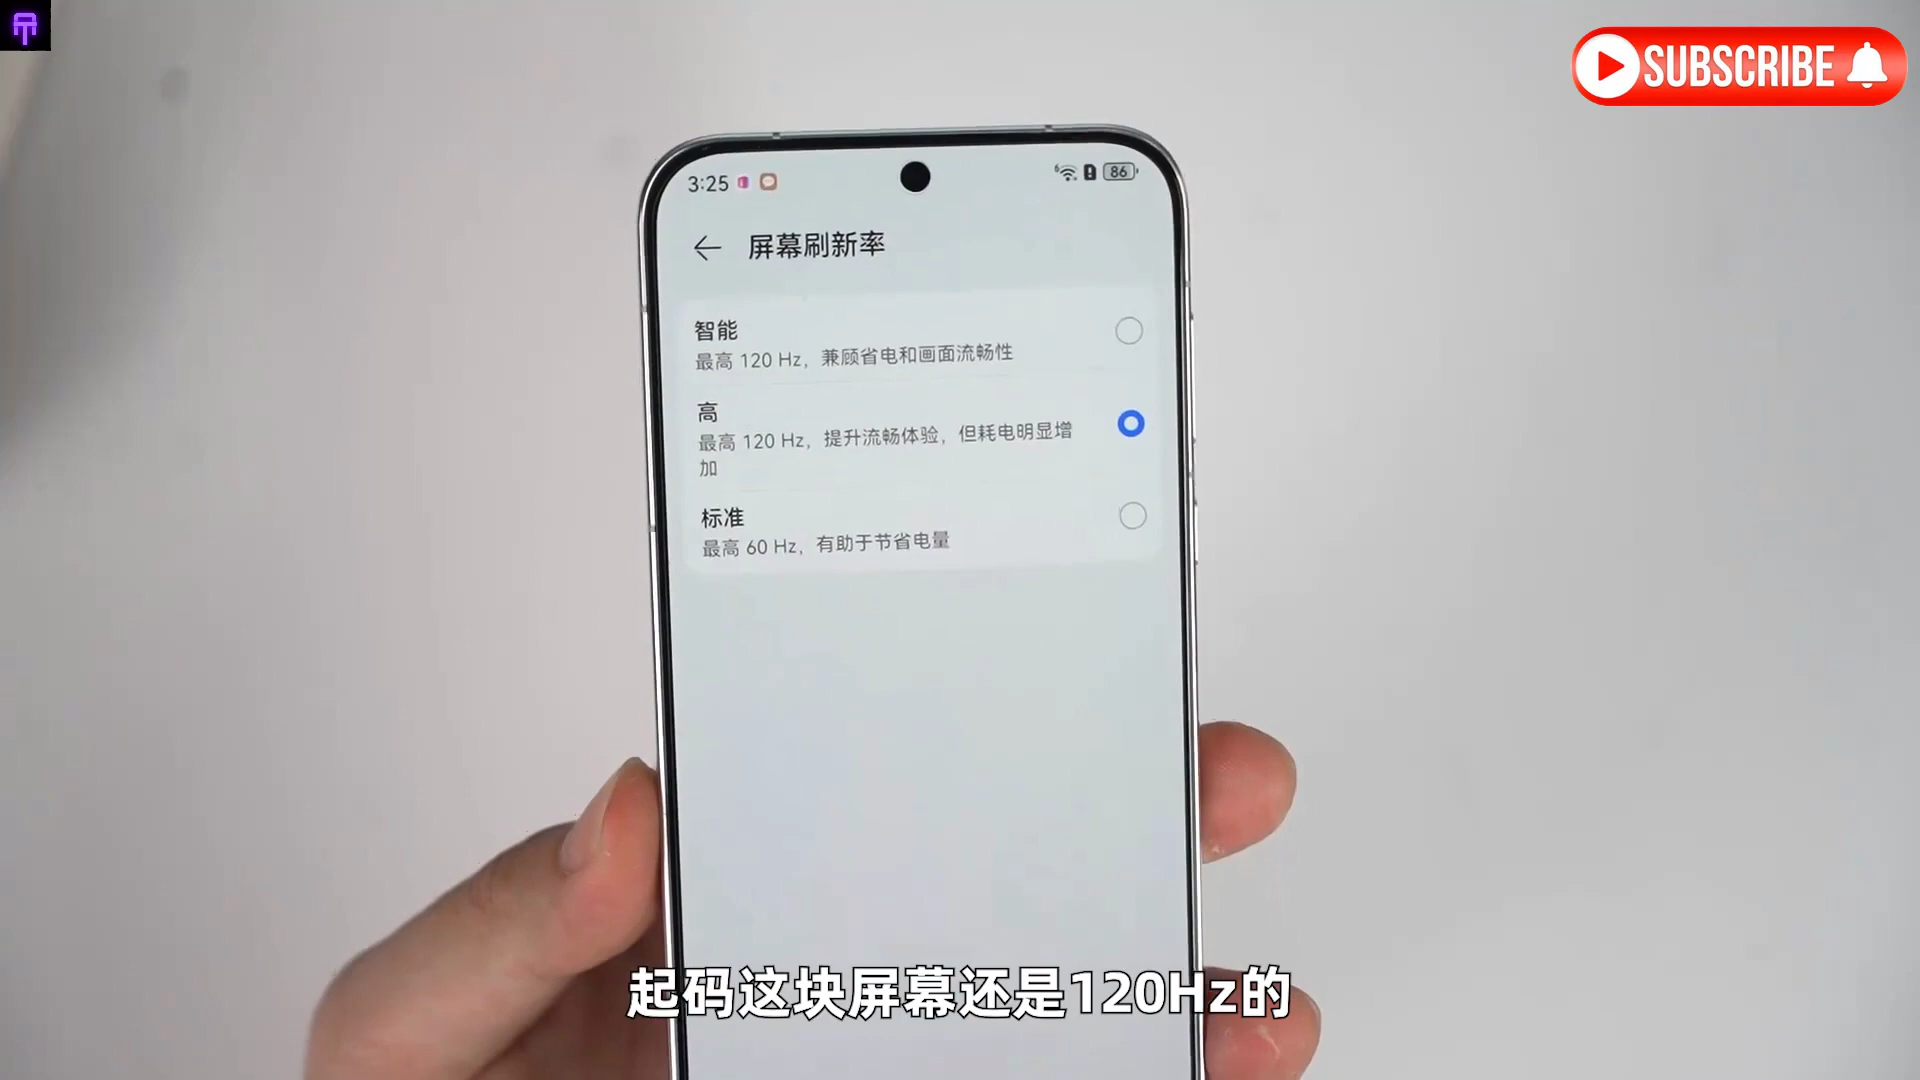 SUBSCRIBE
3:25
86
屏幕刷新率
智能
最高 120 Hz，兼顾省电和画面流畅性
高
最高 120 Hz，提升流畅体验，但耗电明显增
加
标准
最高 60 Hz，有助于节省电量
起码这块屏幕还是120Hz的